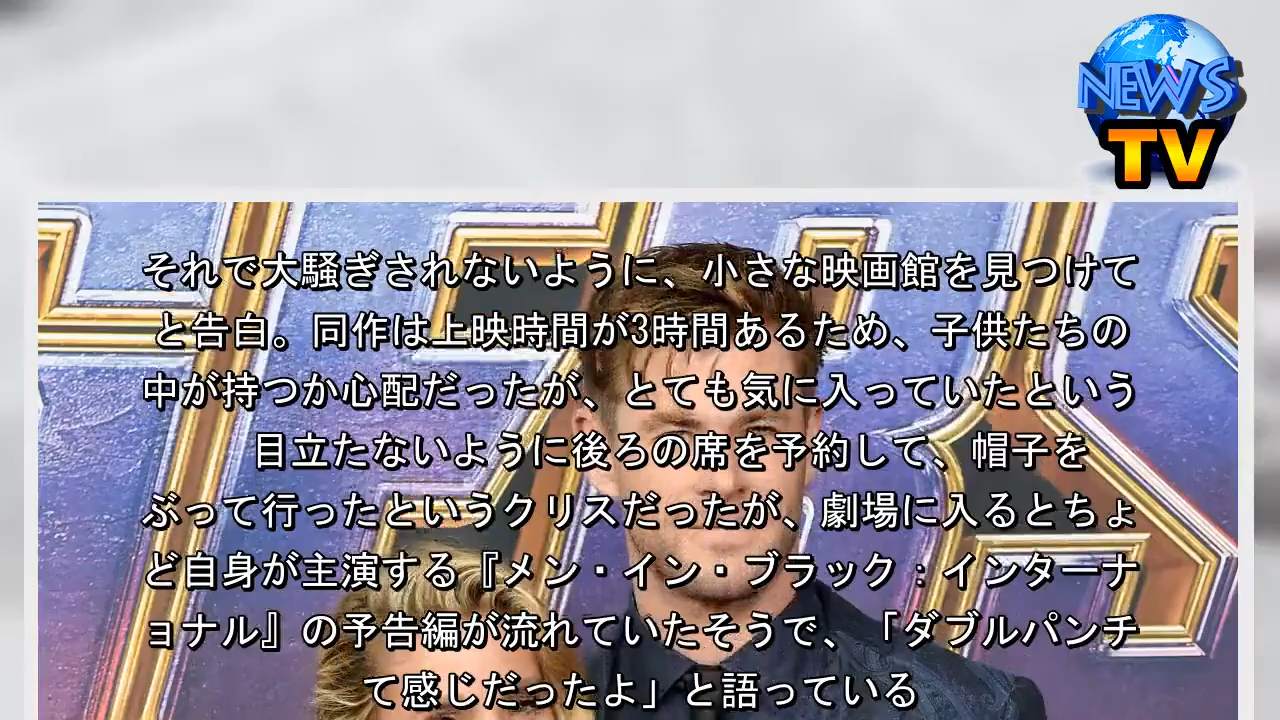 NEWS
TV
それで大騒ぎされないように、小さな映画館を見つけて
と告白。同作は上映時間が3時間あるため、子供たちの
中が持つか心配だったが、とても気に入っていたという
目立たないように後ろの席を予約して、帽子を
ぶって行ったというクリスだったが、劇場に入るとちょ
ど自身が主演する『メン・イン・ブラック：インターナ
ョナル』の予告編が流れていたそうで、「ダブルパンチ
て感じだったよ」と語っている